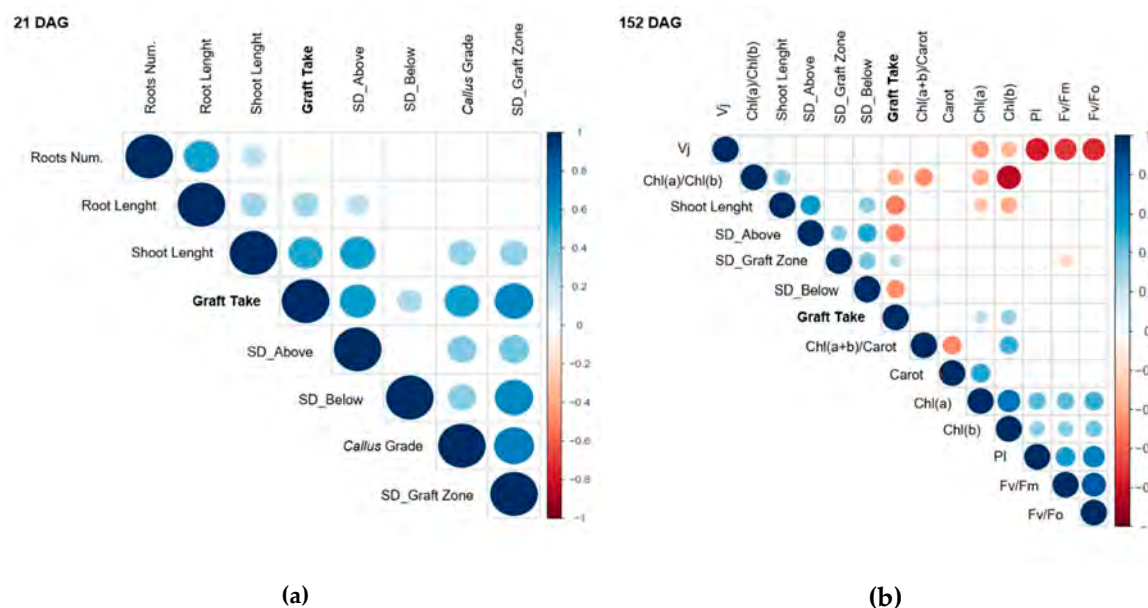 21 DAG
152 DAG
Roots Num.
Root Lenght
Shoot Lenght
Graft Take
SD_Above
SD_Below
Callus Grade
SD_Graft Zone
Vj
Chl(a)/Chl(b)
Shoot Lenght
SD_Above
SD_Graft Zone
SD_Below
Graft Take
Chl(a+b)/Carot
Carot
Chl(a)
Chl(b)
PI
Fv/Fm
Fv/Fo
Roots Num.
Root Lenght
Shoot Lenght
Graft Take
SD_Above
SD_Below
Callus Grade
SD_Graft Zone
1
0.8
0.6
0.4
0.2
0
−0.2
−0.4
−0.6
−0.8
−1
Vj
Chl(a)/Chl(b)
Shoot Lenght
SD_Above
SD_Graft Zone
SD_Below
Graft Take
Chl(a+b)/Carot
Carot
Chl(a)
Chl(b)
PI
Fv/Fm
Fv/Fo
(a)
(b)